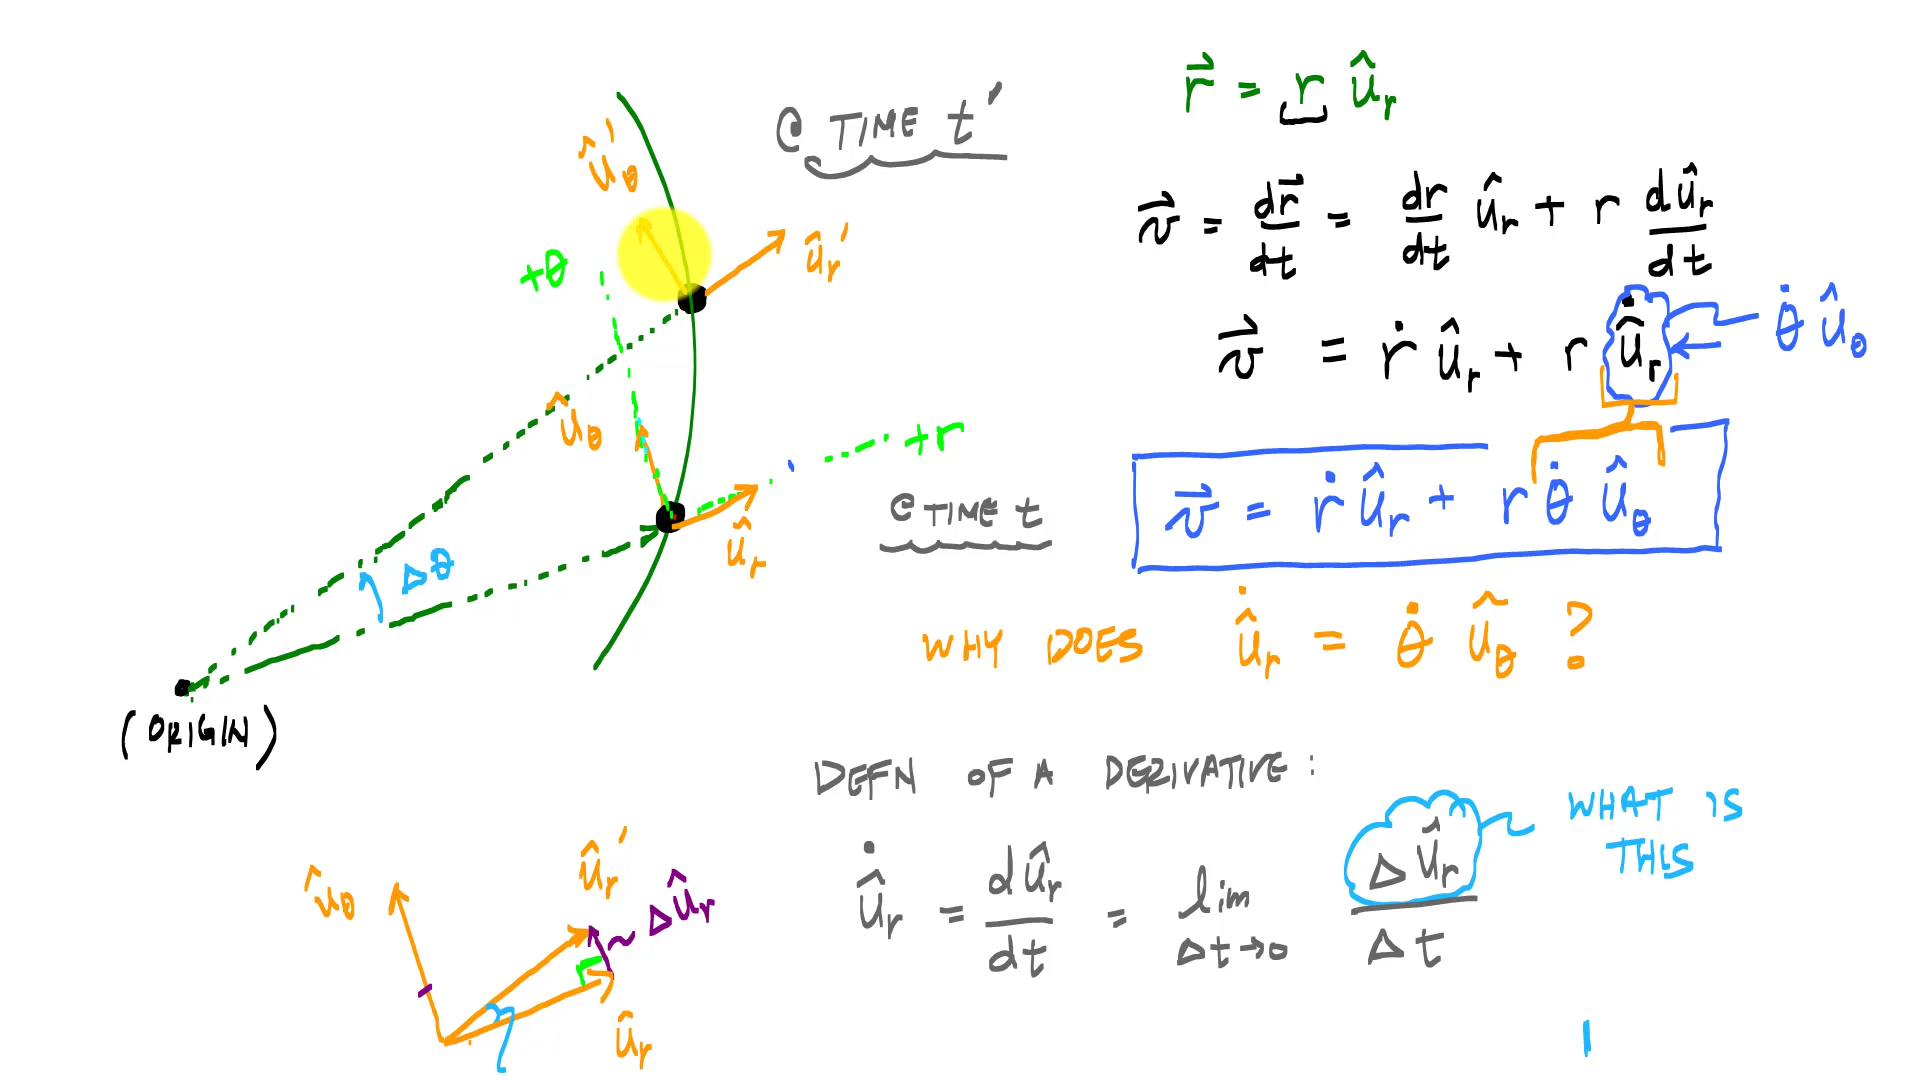 r⃗ = r û_r
@ TIME t′
û′_θ
v⃗ = dr⃗/dt = dr/dt û_r + r dû_r/dt
+θ
û_r′
v⃗ = ṙ û_r + r û̇_r
θ̇ û_θ
û_θ
+r
@ TIME t
v⃗ = ṙ û_r + r θ̇ û_θ
û_r
Δθ
WHY DOES û̇_r = θ̇ û_θ ?
(ORIGIN)
DEFN OF A DERIVATIVE:
WHAT IS
THIS
û̇_r = dû_r/dt = lim Δt→0 Δû_r/Δt
û_θ
û_r′
Δû_r
û_r